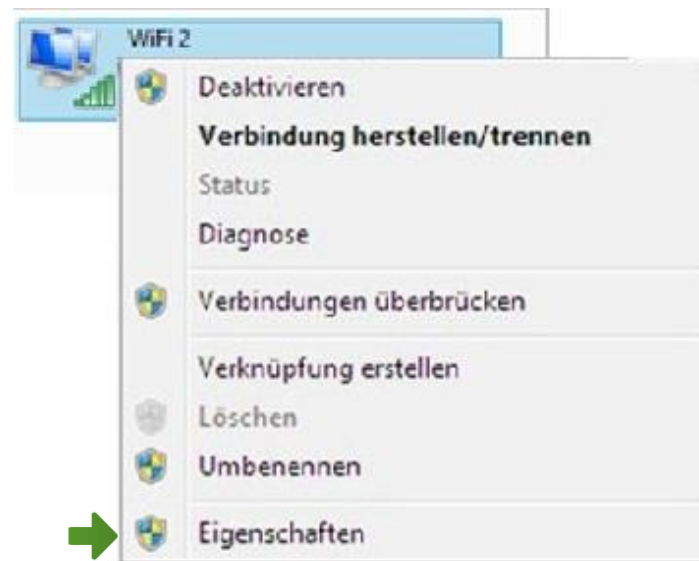 WiFi 2
Deaktivieren
Verbindung herstellen/trennen
Status
Diagnose
Verbindungen überbrücken
Verknüpfung erstellen
Löschen
Umbenennen
Eigenschaften